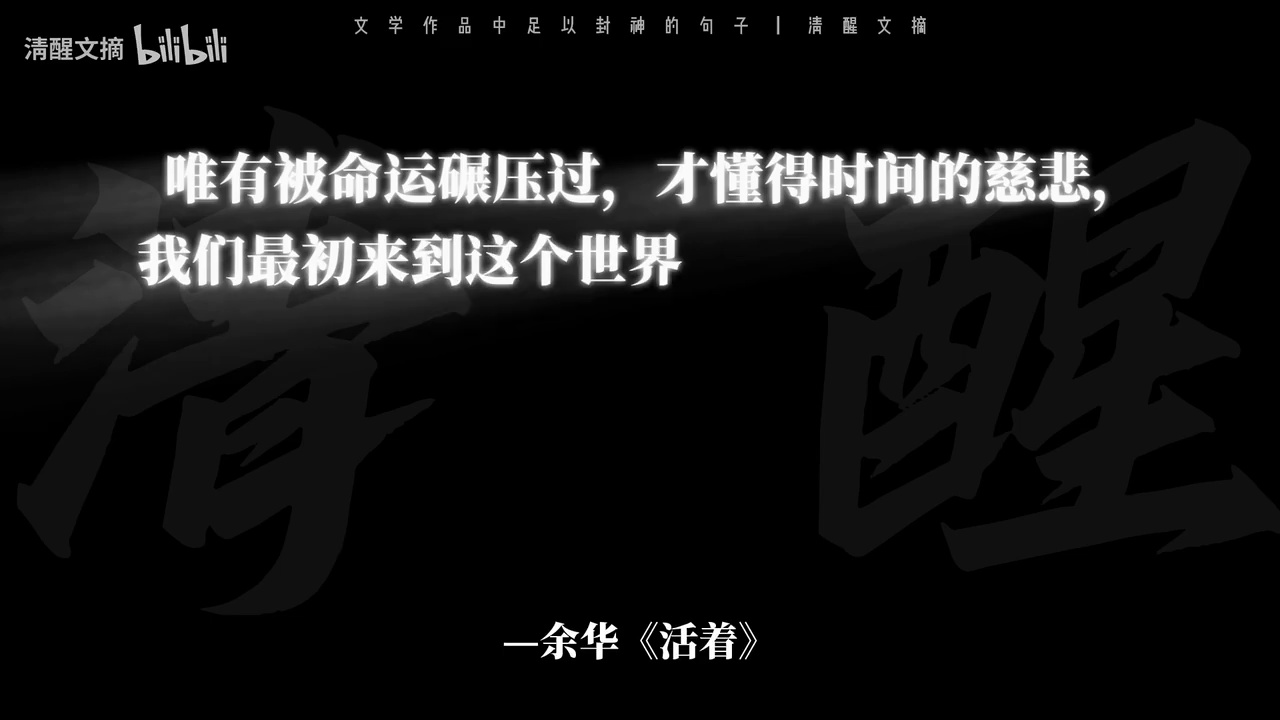 文学作品中足以封神的句子 | 清醒文摘
清醒文摘 bilibili
清醒
唯有被命运碾压过，才懂得时间的慈悲，
我们最初来到这个世界
—余华《活着》